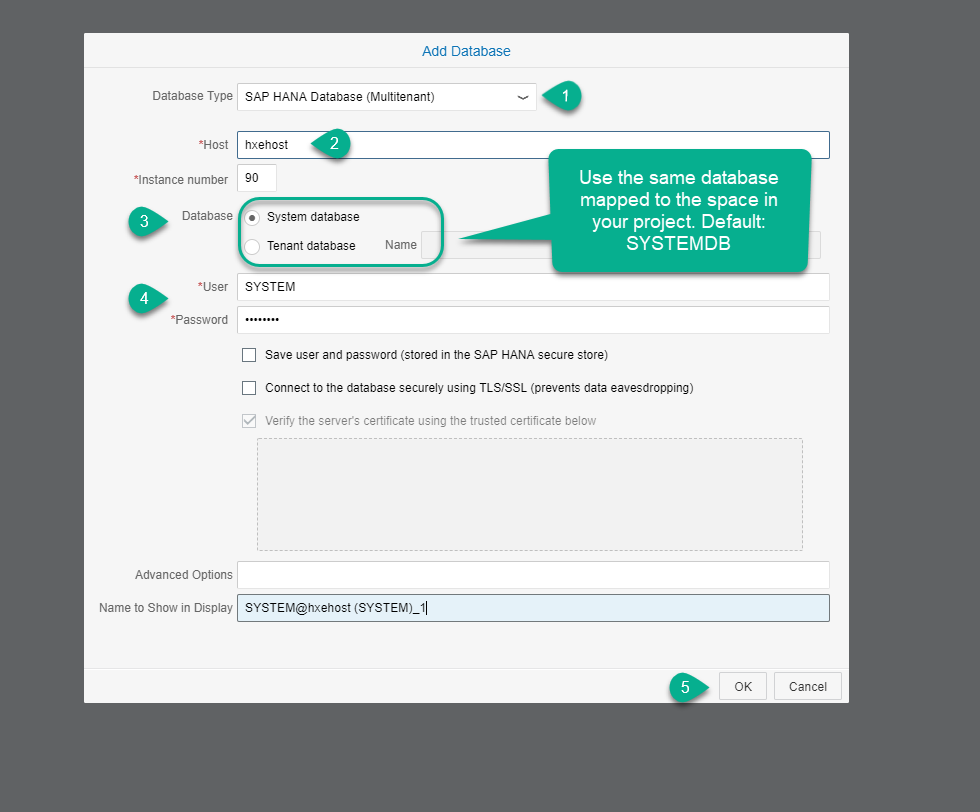 Add Database
Database Type SAP HANA Database (Multitenant) 1
*Host hxehost 2
*Instance number 90
Use the same database
mapped to the space in
your project. Default:
SYSTEMDB
3 Database System database
Tenant database Name
*User SYSTEM
4
*Password ••••••••
Save user and password (stored in the SAP HANA secure store)
Connect to the database securely using TLS/SSL (prevents data eavesdropping)
Verify the server's certificate using the trusted certificate below
Advanced Options
Name to Show in Display SYSTEM@hxehost (SYSTEM)_1
5 OK Cancel